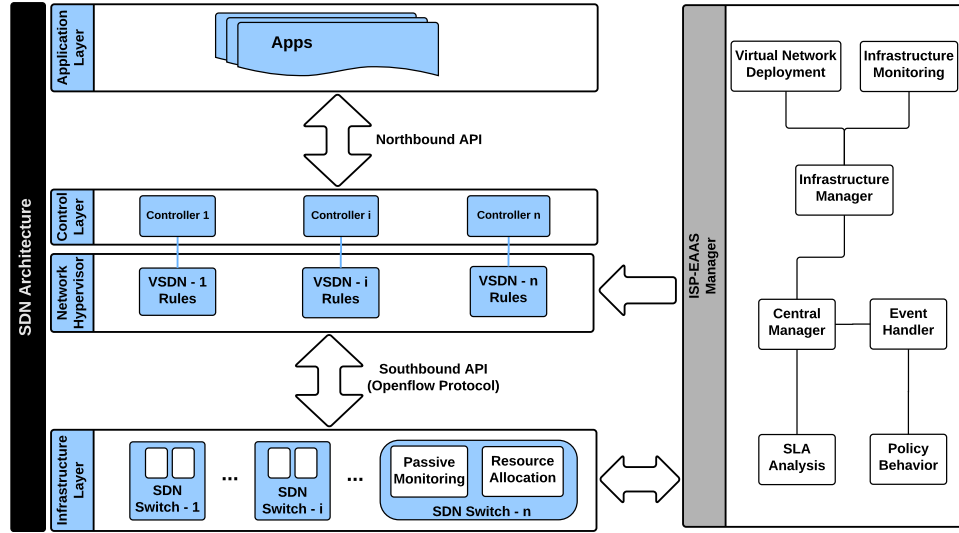 SDN Architecture
Application
Layer
Apps
Northbound API
Control
Layer
Controller 1
Controller i
Controller n
Network
Hypervisor
VSDN - 1
Rules
VSDN - i
Rules
VSDN - n
Rules
Southbound API
(Openflow Protocol)
Infrastructure
Layer
SDN
Switch - 1
...
SDN
Switch - i
...
Passive
Monitoring
Resource
Allocation
SDN Switch - n
ISP-EAAS
Manager
Virtual Network
Deployment
Infrastructure
Monitoring
Infrastructure
Manager
Central
Manager
Event
Handler
SLA
Analysis
Policy
Behavior